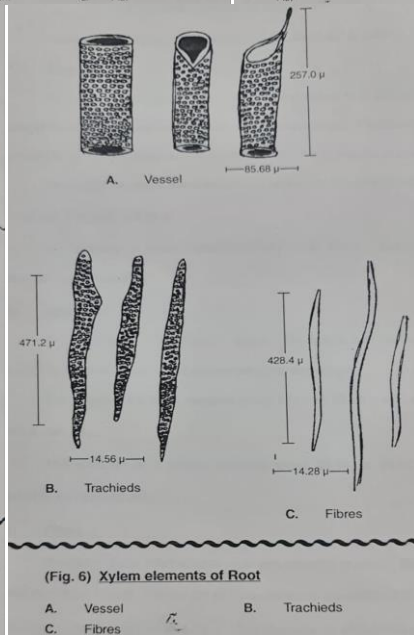 257.0 μ
85.68 μ
A. Vessel
471.2 μ
428.4 μ
14.56 μ
14.28 μ
B. Trachieds
C. Fibres
(Fig. 6) Xylem elements of Root
A. Vessel B. Trachieds
C. Fibres